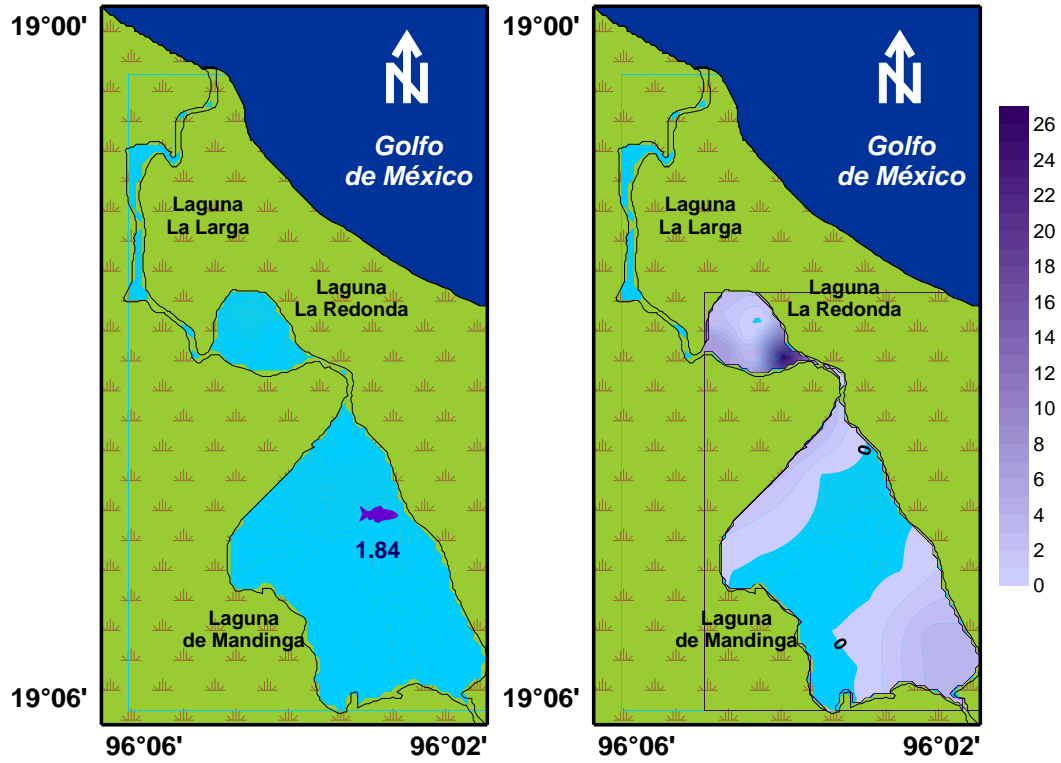 19°00'
N
Golfo
de México
Laguna
La Larga
Laguna
La Redonda
1.84
Laguna
de Mandinga
19°06'
96°06'
96°02'
19°00'
N
Golfo
de México
Laguna
La Larga
Laguna
La Redonda
0
0
Laguna
de Mandinga
19°06'
96°06'
96°02'
26
24
22
20
18
16
14
12
10
8
6
4
2
0